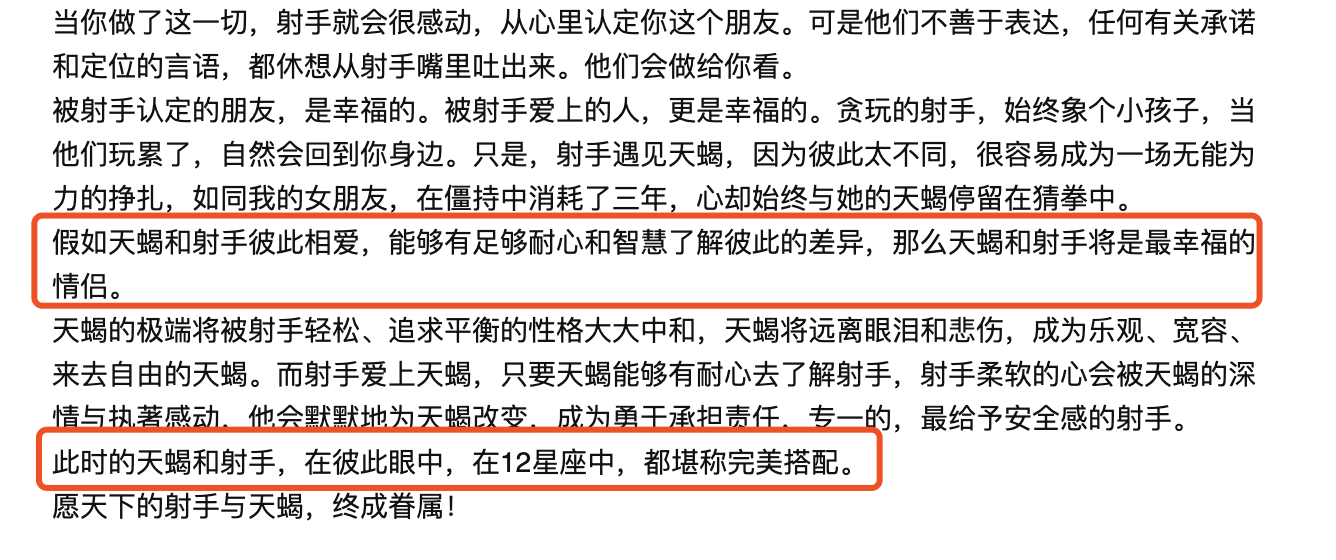 当你做了这一切，射手就会很感动，从心里认定你这个朋友。可是他们不善于表达，任何有关承诺
和定位的言语，都休想从射手嘴里吐出来。他们会做给你看。
被射手认定的朋友，是幸福的。被射手爱上的人，更是幸福的。贪玩的射手，始终象个小孩子，当
他们玩累了，自然会回到你身边。只是，射手遇见天蝎，因为彼此太不同，很容易成为一场无能为
力的挣扎，如同我的女朋友，在僵持中消耗了三年，心却始终与她的天蝎停留在猜拳中。
假如天蝎和射手彼此相爱，能够有足够耐心和智慧了解彼此的差异，那么天蝎和射手将是最幸福的
情侣。
天蝎的极端将被射手轻松、追求平衡的性格大大中和，天蝎将远离眼泪和悲伤，成为乐观、宽容、
来去自由的天蝎。而射手爱上天蝎，只要天蝎能够有耐心去了解射手，射手柔软的心会被天蝎的深
情与执著感动，他会默默地为天蝎改变，成为勇于承担责任，专一的，最给予安全感的射手。
此时的天蝎和射手，在彼此眼中，在12星座中，都堪称完美搭配。
愿天下的射手与天蝎，终成眷属！